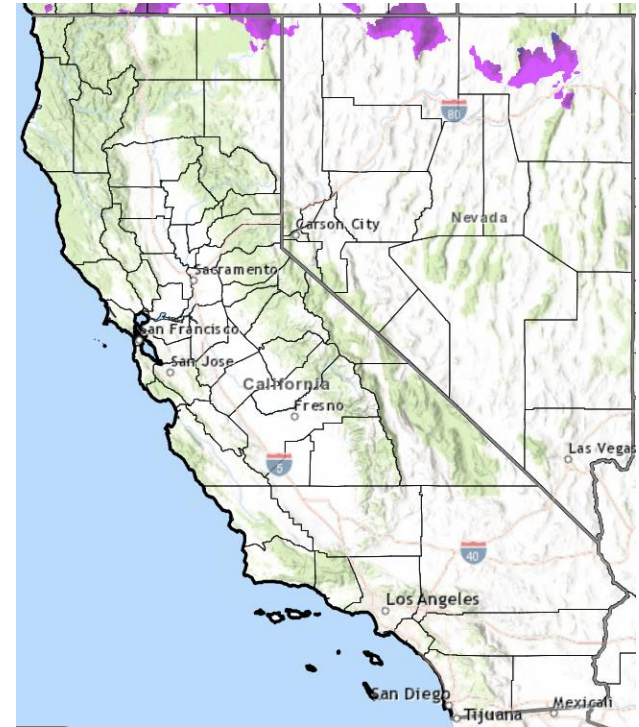 80
Carson City
Nevada
Sacramento
San Francisco
San Jose
California
Fresno
5
Las Vegas
40
Los Angeles
San Diego
Tijuana
Mexicali